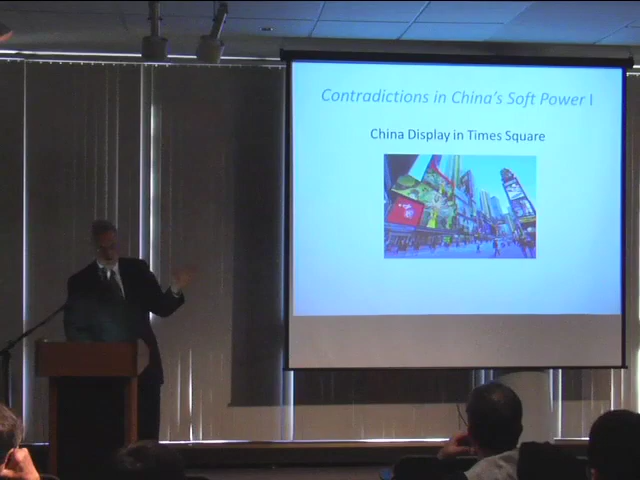 Contradictions in China's Soft Power I
China Display in Times Square